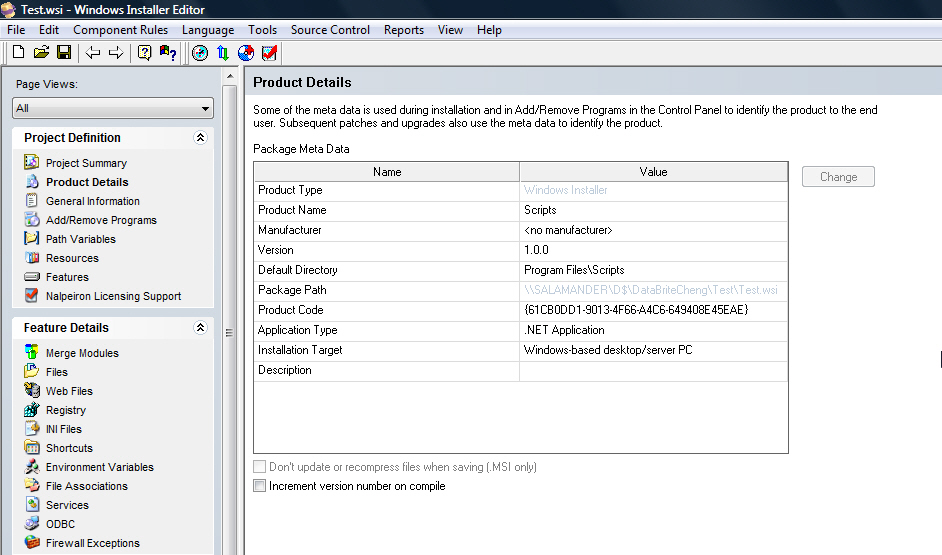 Test.wsi - Windows Installer Editor
File Edit Component Rules Language Tools Source Control Reports View Help
Page Views:
All
Project Definition
Project Summary
Product Details
General Information
Add/Remove Programs
Path Variables
Resources
Features
Nalpeiron Licensing Support
Feature Details
Merge Modules
Files
Web Files
Registry
INI Files
Shortcuts
Environment Variables
File Associations
Services
ODBC
Firewall Exceptions
Product Details
Some of the meta data is used during installation and in Add/Remove Programs in the Control Panel to identify the product to the end
user. Subsequent patches and upgrades also use the meta data to identify the product.
Package Meta Data
Name Value
Product Type Windows Installer
Product Name Scripts
Manufacturer <no manufacturer>
Version 1.0.0
Default Directory Program Files\Scripts
Package Path \\SALAMANDER\D$\DataBriteCheng\Test\Test.wsi
Product Code {61CB0DD1-9013-4F66-A4C6-649408E45EAE}
Application Type .NET Application
Installation Target Windows-based desktop/server PC
Description
Change
Don't update or recompress files when saving (.MSI only)
Increment version number on compile